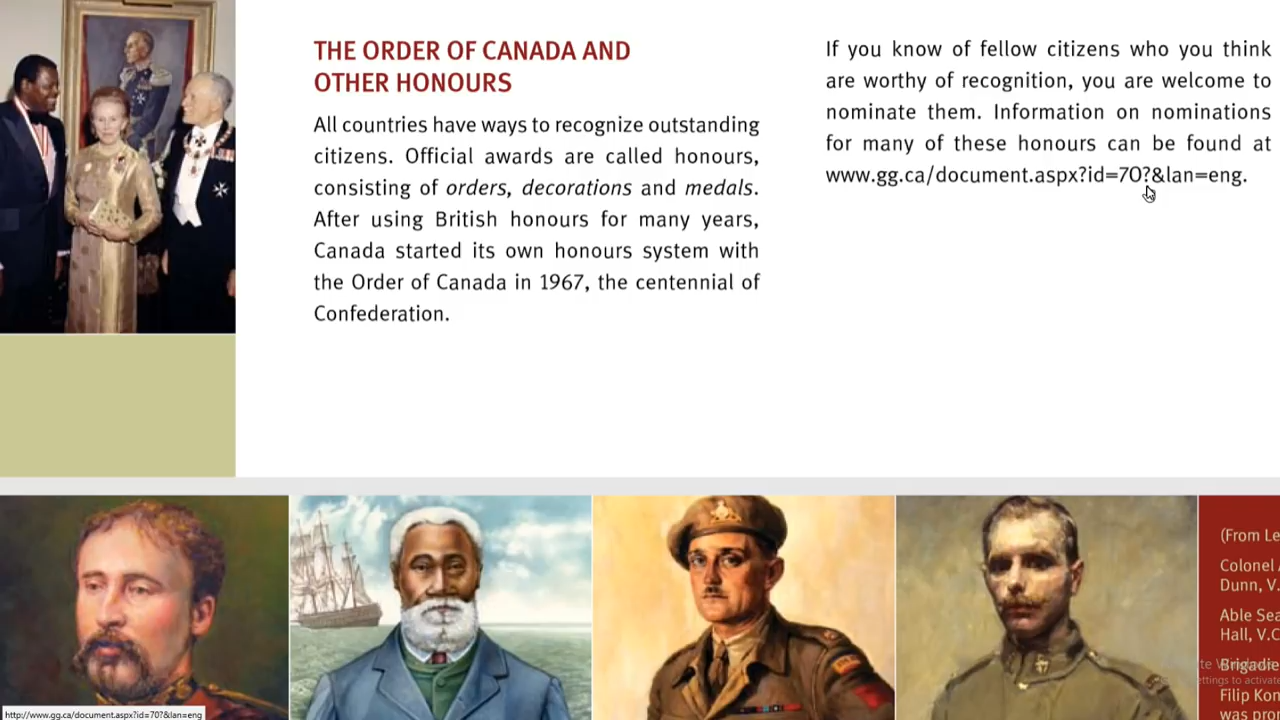 THE ORDER OF CANADA AND
OTHER HONOURS
All countries have ways to recognize outstanding
citizens. Official awards are called honours,
consisting of orders, decorations and medals.
After using British honours for many years,
Canada started its own honours system with
the Order of Canada in 1967, the centennial of
Confederation.
If you know of fellow citizens who you think
are worthy of recognition, you are welcome to
nominate them. Information on nominations
for many of these honours can be found at
www.gg.ca/document.aspx?id=70?&lan=eng.
(From Le
Colonel A
Dunn, V.
Able Sea
Hall, V.C
Brigadie
Filip Kon
was pron
ettings to activate
http://www.gg.ca/document.aspx?id=70?&lan=eng